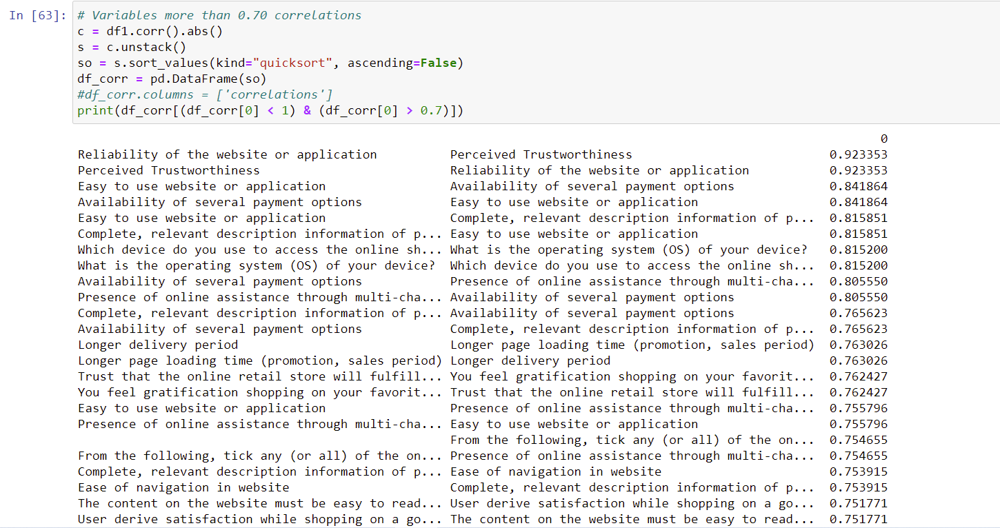 In [63]: # Variables more than 0.70 correlations
c = df1.corr().abs()
s = c.unstack()
so = s.sort_values(kind="quicksort", ascending=False)
df_corr = pd.DataFrame(so)
#df_corr.columns = ['correlations']
print(df_corr[(df_corr[0] < 1) & (df_corr[0] > 0.7)])
0
Reliability of the website or application Perceived Trustworthiness 0.923353
Perceived Trustworthiness Reliability of the website or application 0.923353
Easy to use website or application Availability of several payment options 0.841864
Availability of several payment options Easy to use website or application 0.841864
Easy to use website or application Complete, relevant description information of p... 0.815851
Complete, relevant description information of p... Easy to use website or application 0.815851
Which device do you use to access the online sh... What is the operating system (OS) of your device? 0.815200
What is the operating system (OS) of your device? Which device do you use to access the online sh... 0.815200
Availability of several payment options Presence of online assistance through multi-cha... 0.805550
Presence of online assistance through multi-cha... Availability of several payment options 0.805550
Complete, relevant description information of p... Availability of several payment options 0.765623
Availability of several payment options Complete, relevant description information of p... 0.765623
Longer delivery period Longer page loading time (promotion, sales period) 0.763026
Longer page loading time (promotion, sales period) Longer delivery period 0.763026
Trust that the online retail store will fulfill... You feel gratification shopping on your favorit... 0.762427
You feel gratification shopping on your favorit... Trust that the online retail store will fulfill... 0.762427
Easy to use website or application Presence of online assistance through multi-cha... 0.755796
Presence of online assistance through multi-cha... Easy to use website or application 0.755796
From the following, tick any (or all) of the on... 0.754655
From the following, tick any (or all) of the on... Presence of online assistance through multi-cha... 0.754655
Complete, relevant description information of p... Ease of navigation in website 0.753915
Ease of navigation in website Complete, relevant description information of p... 0.753915
The content on the website must be easy to read... User derive satisfaction while shopping on a go... 0.751771
User derive satisfaction while shopping on a go... The content on the website must be easy to read... 0.751771